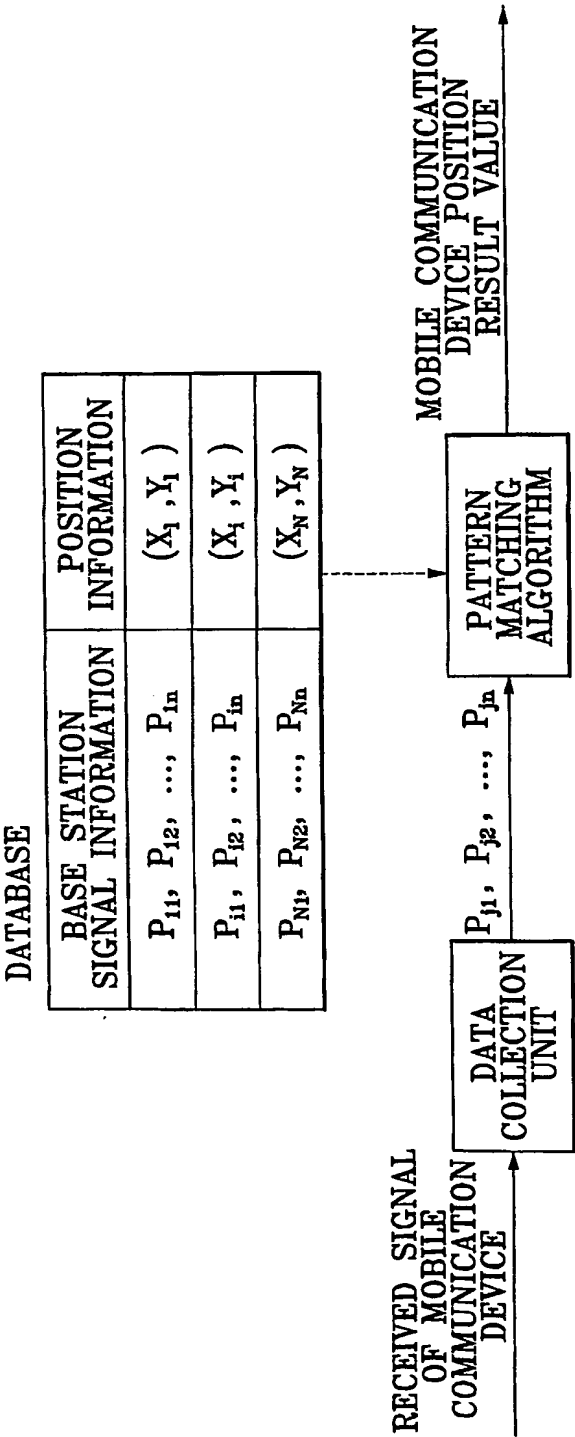 DATABASE
BASE STATION
SIGNAL INFORMATION
POSITION
INFORMATION
P11, P12, ..., P1n
(X1, Y1)
Pi1, Pi2, ..., Pin
(Xi, Yi)
PN1, PN2, ..., PNn
(XN, YN)
RECEIVED SIGNAL
OF MOBILE
COMMUNICATION
DEVICE
DATA
COLLECTION
UNIT
Pj1, Pj2, ..., Pjn
PATTERN
MATCHING
ALGORITHM
MOBILE COMMUNICATION
DEVICE POSITION
RESULT VALUE